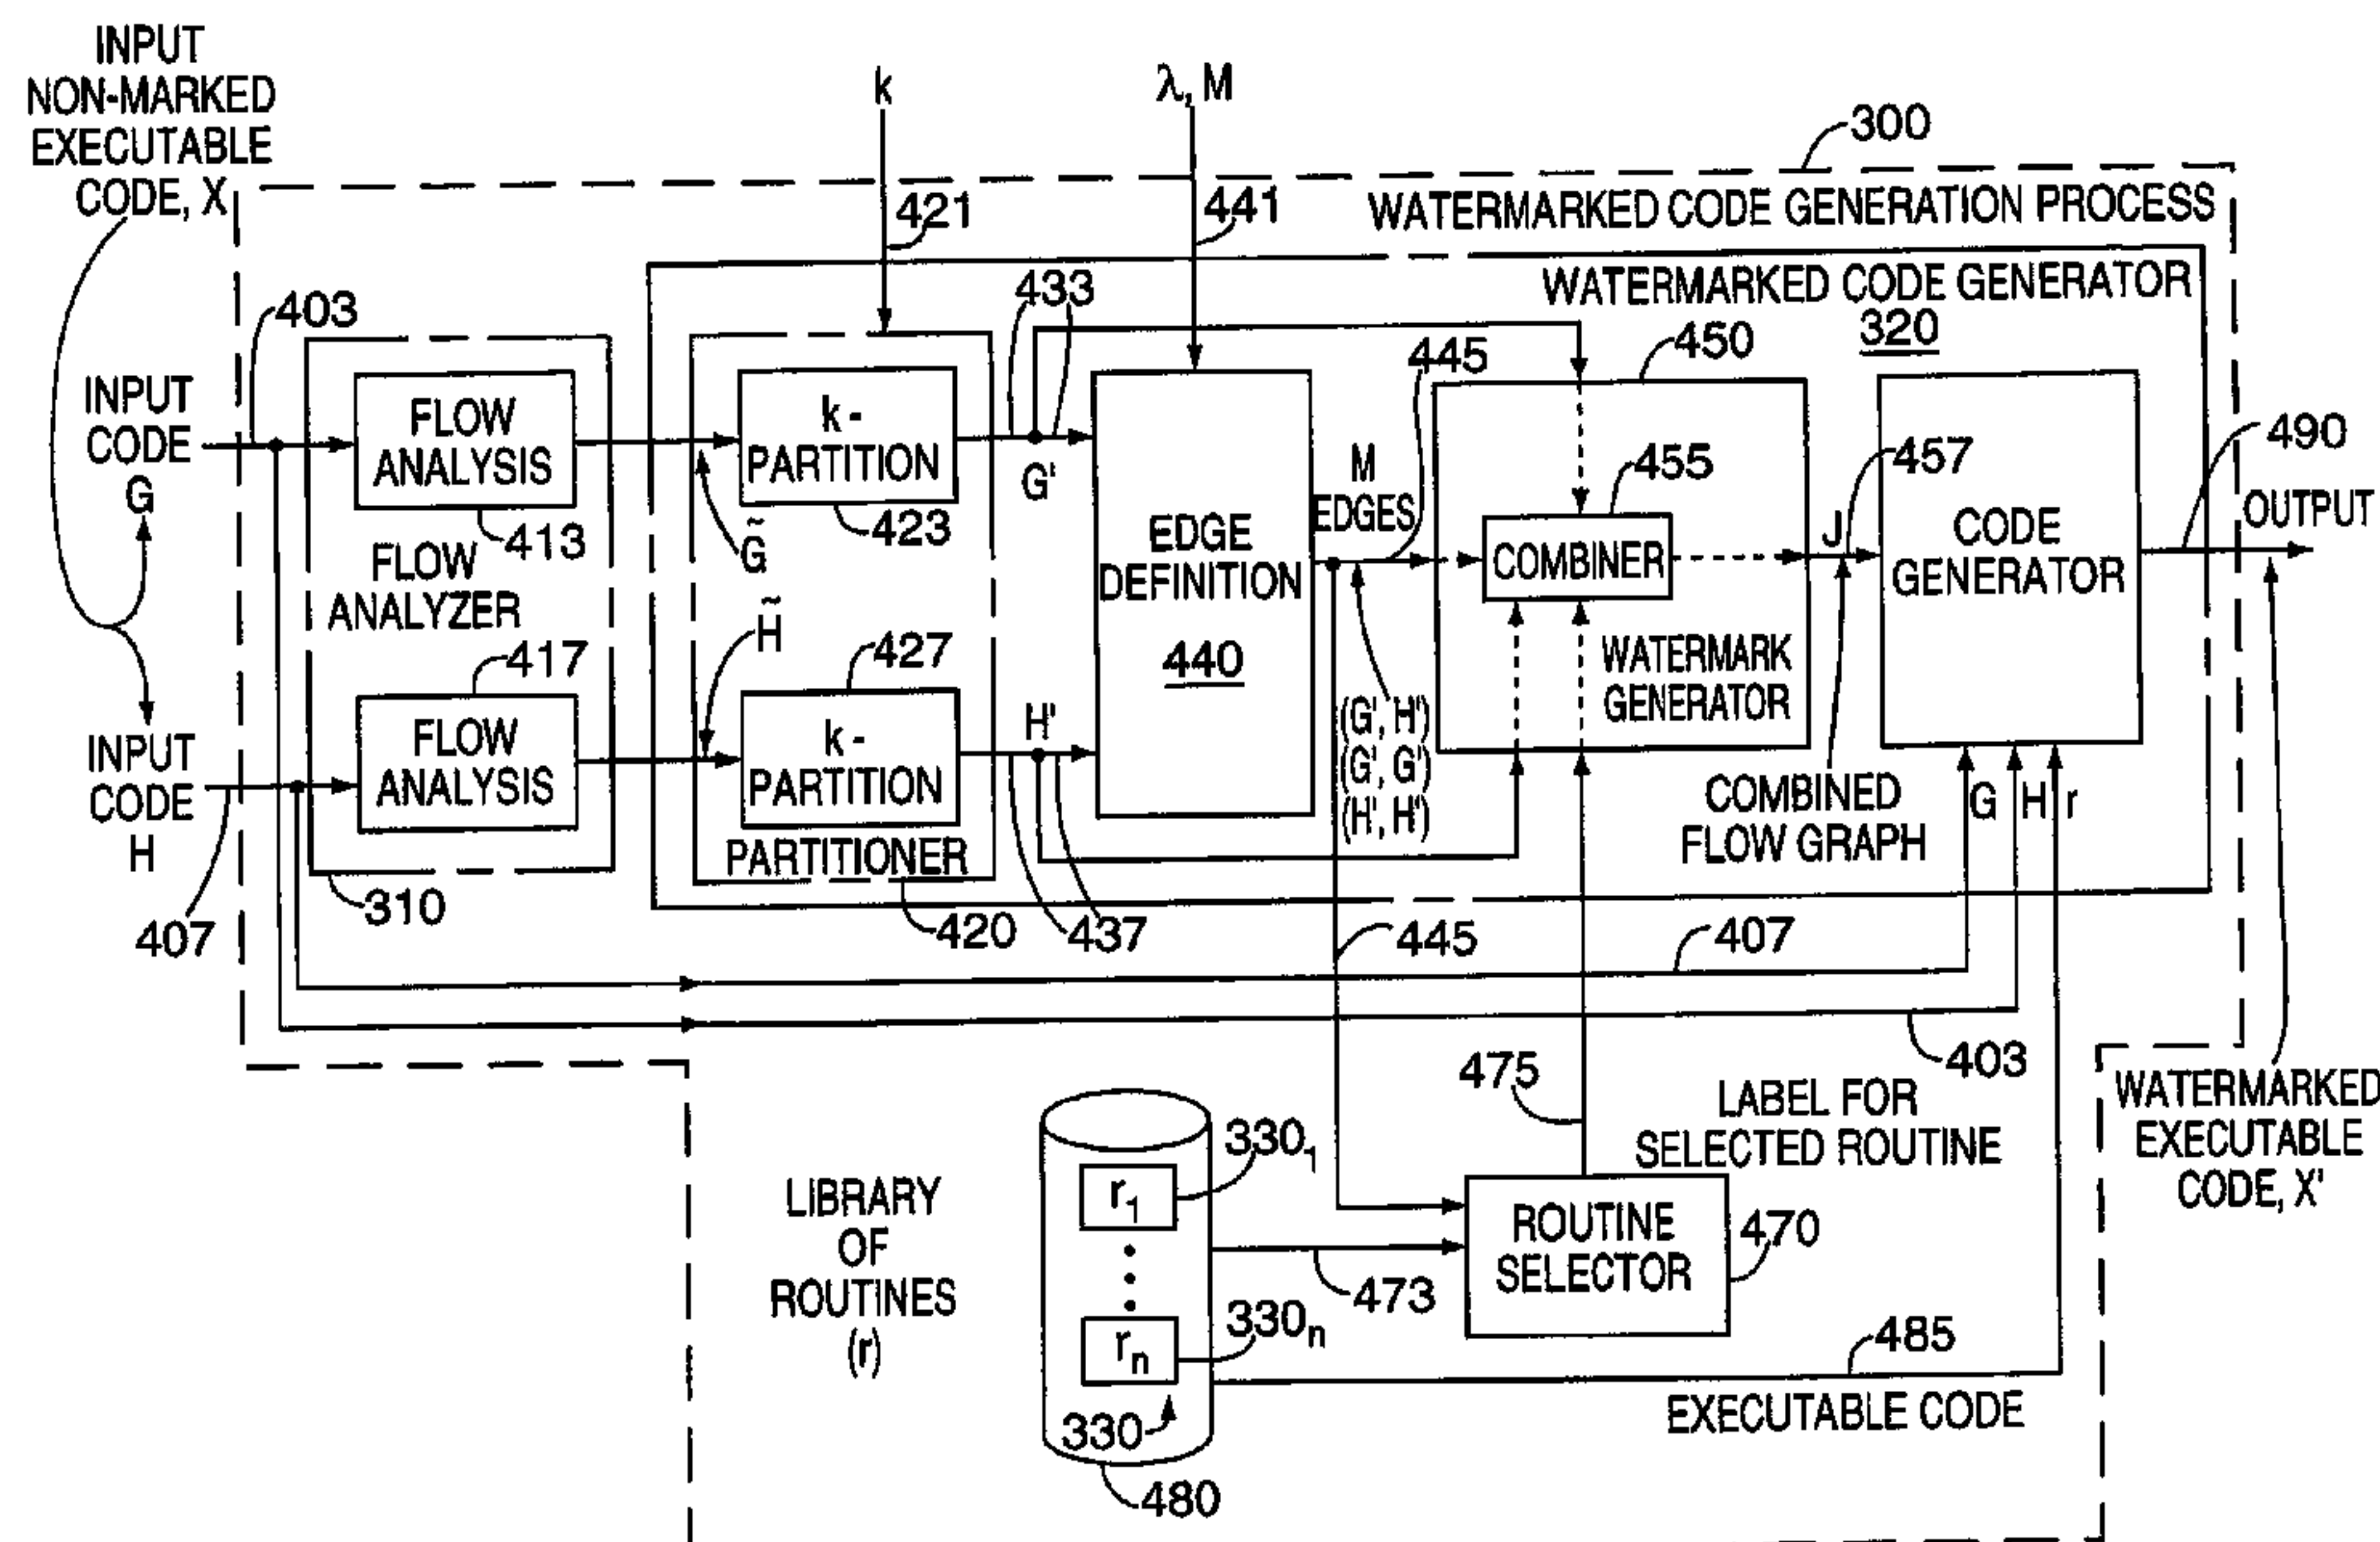 INPUT
NON-MARKED
EXECUTABLE
CODE, X
k
λ, M
300
421
441
WATERMARKED CODE GENERATION PROCESS
WATERMARKED CODE GENERATOR
320
403
433
445
450
INPUT
CODE
G
FLOW
ANALYSIS
413
k-
PARTITION
423
G̃
G'
EDGE
DEFINITION
440
M
EDGES
455
COMBINER
J
457
CODE
GENERATOR
490
OUTPUT
FLOW
ANALYZER
H̃
417
427
WATERMARK
GENERATOR
INPUT
CODE
H
FLOW
ANALYSIS
k-
PARTITION
H'
(G', H')
(G', G')
(H', H')
COMBINED
FLOW GRAPH
G H r
PARTITIONER
407
310
420
437
445
407
403
475
LABEL FOR
SELECTED ROUTINE
WATERMARKED
EXECUTABLE
CODE, X'
LIBRARY
OF
ROUTINES
(r)
r1
3301
rn
330n
330
480
473
ROUTINE
SELECTOR
470
485
EXECUTABLE CODE